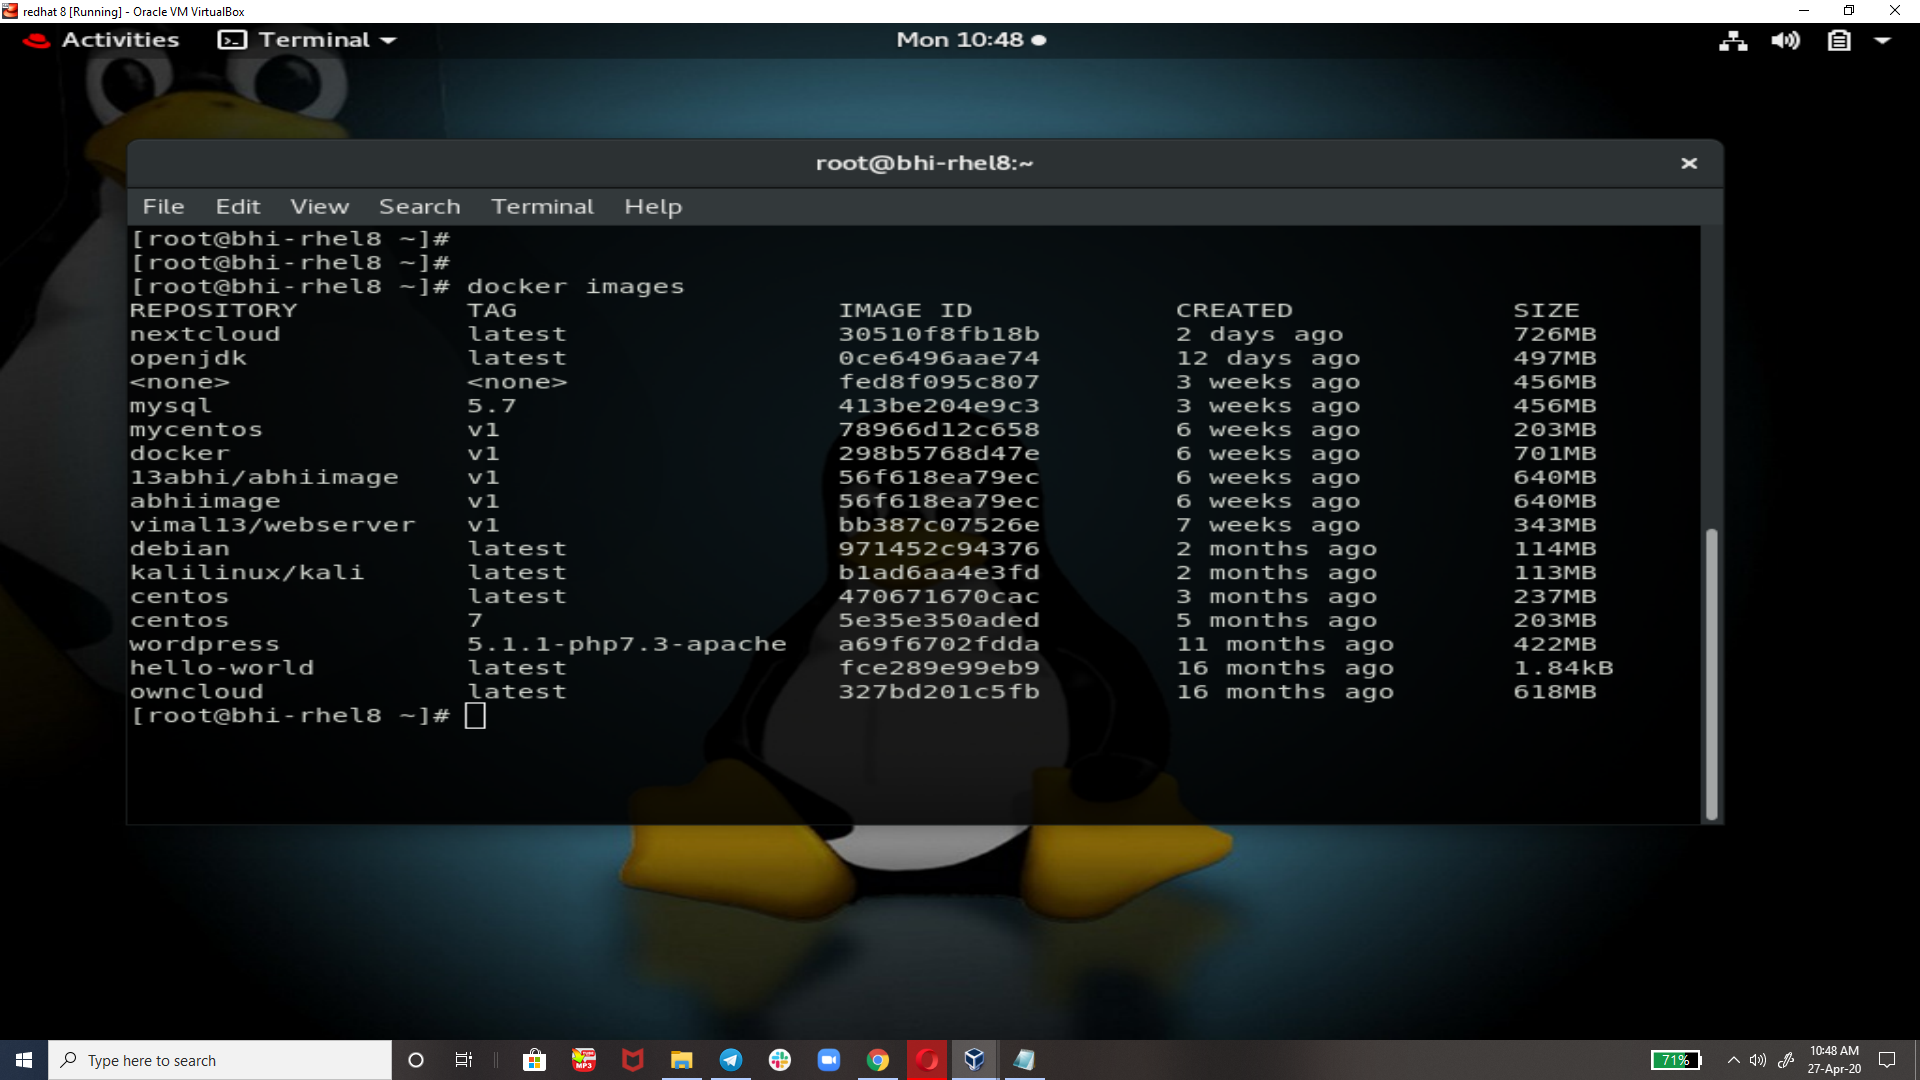 redhat 8 [Running] - Oracle VM VirtualBox
Activities Terminal Mon 10:48
root@bhi-rhel8:~
File Edit View Search Terminal Help
[root@bhi-rhel8 ~]#
[root@bhi-rhel8 ~]#
[root@bhi-rhel8 ~]# docker images
REPOSITORY TAG IMAGE ID CREATED SIZE
nextcloud latest 30510f8fb18b 2 days ago 726MB
openjdk latest 0ce6496aae74 12 days ago 497MB
<none> <none> fed8f095c807 3 weeks ago 456MB
mysql 5.7 413be204e9c3 3 weeks ago 456MB
mycentos v1 78966d12c658 6 weeks ago 203MB
docker v1 298b5768d47e 6 weeks ago 701MB
13abhi/abhiimage v1 56f618ea79ec 6 weeks ago 640MB
abhiimage v1 56f618ea79ec 6 weeks ago 640MB
vimal13/webserver v1 bb387c07526e 7 weeks ago 343MB
debian latest 971452c94376 2 months ago 114MB
kalilinux/kali latest b1ad6aa4e3fd 2 months ago 113MB
centos latest 470671670cac 3 months ago 237MB
centos 7 5e35e350aded 5 months ago 203MB
wordpress 5.1.1-php7.3-apache a69f6702fdda 11 months ago 422MB
hello-world latest fce289e99eb9 16 months ago 1.84kB
owncloud latest 327bd201c5fb 16 months ago 618MB
[root@bhi-rhel8 ~]#
Type here to search
MP3
71%
10:48 AM
27-Apr-20